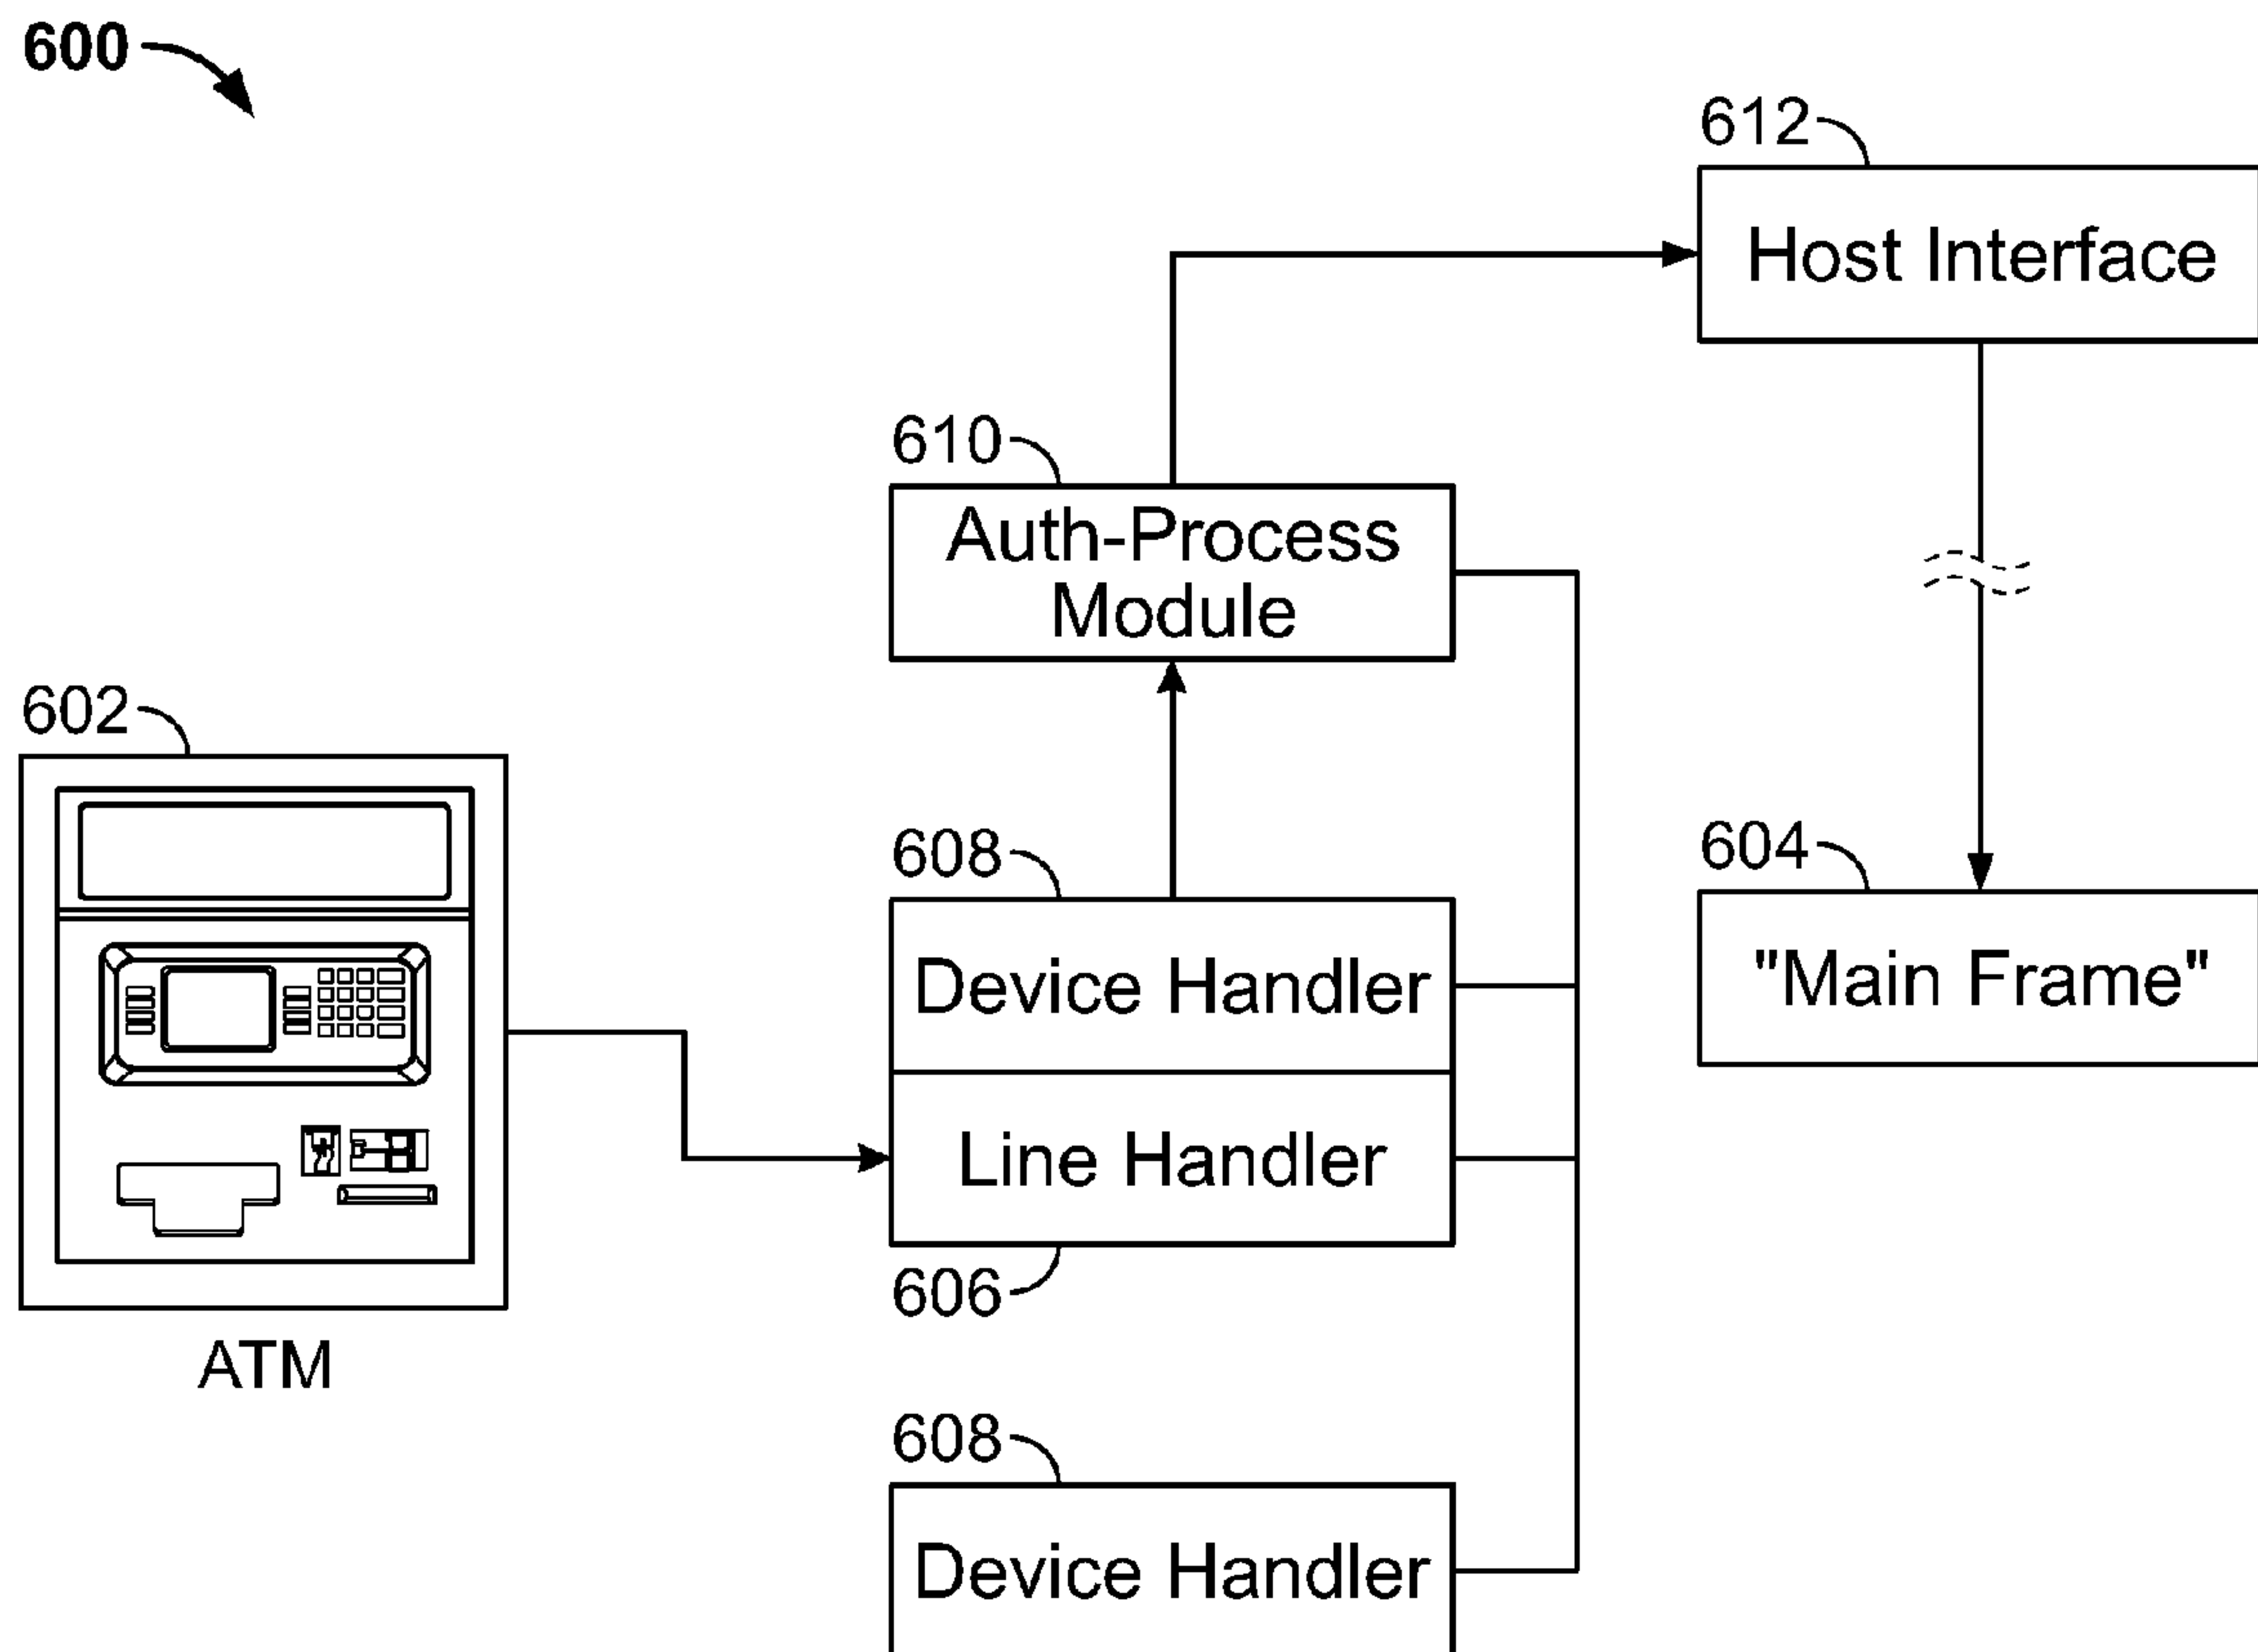 600
612
Host Interface
610
Auth-Process
Module
602
ATM
608
Device Handler
Line Handler
606
604
"Main Frame"
608
Device Handler